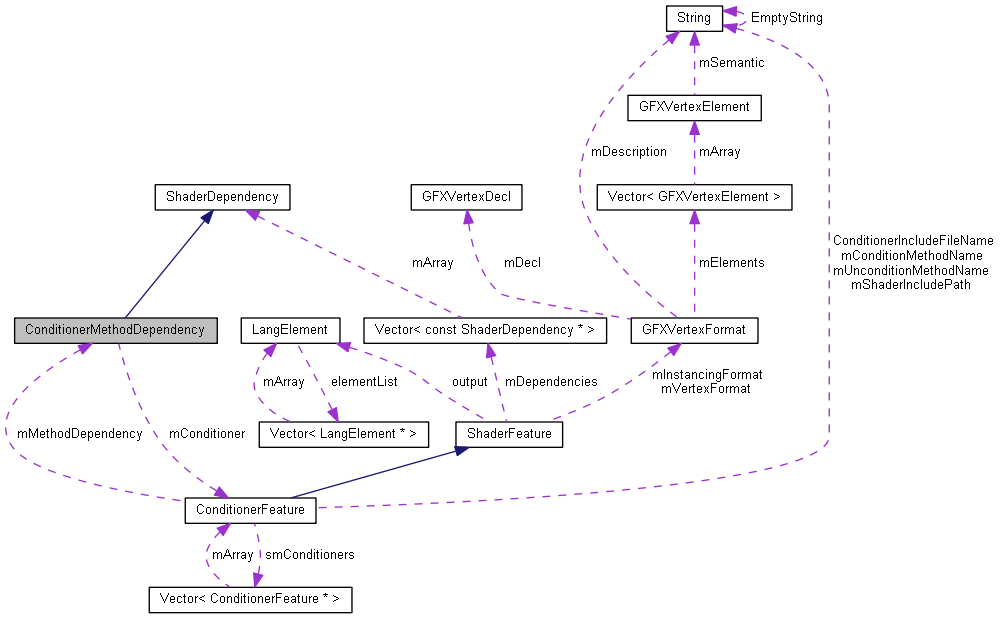 String
EmptyString
mSemantic
GFXVertexElement
mDescription
mArray
ShaderDependency
GFXVertexDecl
Vector< GFXVertexElement >
ConditionerIncludeFileName
mConditionMethodName
mUnconditionMethodName
mShaderIncludePath
mArray
mDecl
mElements
ConditionerMethodDependency
LangElement
Vector< const ShaderDependency * >
GFXVertexFormat
mArray
elementList
output
mDependencies
mInstancingFormat
mVertexFormat
mMethodDependency
mConditioner
Vector< LangElement * >
ShaderFeature
ConditionerFeature
mArray
smConditioners
Vector< ConditionerFeature * >